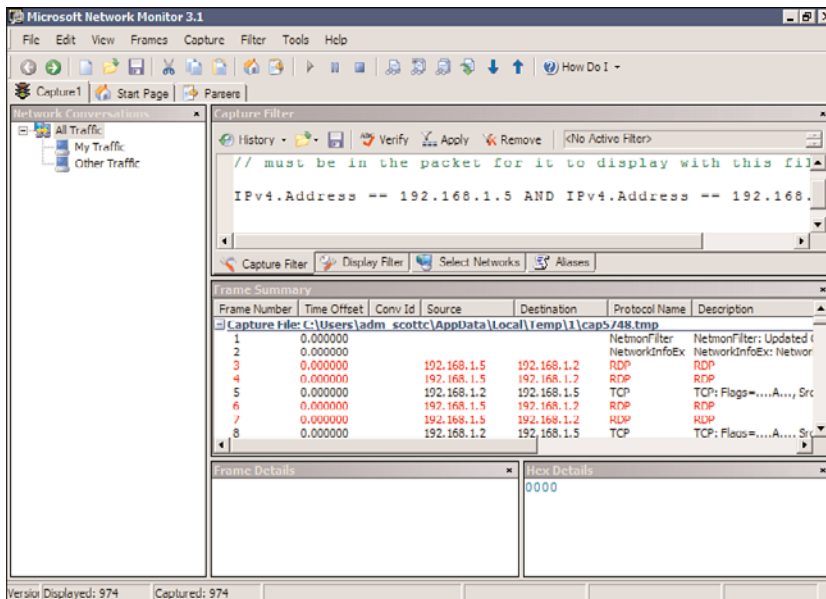 Microsoft Network Monitor 3.1
File Edit View Frames Capture Filter Tools Help
How Do I
Capture1 Start Page Parsers
Network Conversations
All Traffic
My Traffic
Other Traffic
Capture Filter
History Verify Apply Remove <No Active Filter>
// must be in the packet for it to display with this fil
IPv4.Address == 192.168.1.5 AND IPv4.Address == 192.168.
Capture Filter Display Filter Select Networks Aliases
Frame Summary
Frame Number Time Offset Conv Id Source Destination Protocol Name Description
Capture File: C:\Users\adm_scottc\AppData\Local\Temp\1\cap5748.tmp
1 0.000000 NetmonFilter NetmonFilter: Updated
2 0.000000 NetworkInfoEx NetworkInfoEx: Networ
3 0.000000 192.168.1.5 192.168.1.2 RDP RDP
4 0.000000 192.168.1.5 192.168.1.2 RDP RDP
5 0.000000 192.168.1.2 192.168.1.5 TCP TCP: Flags=....A..., Src
6 0.000000 192.168.1.5 192.168.1.2 RDP RDP
7 0.000000 192.168.1.5 192.168.1.2 RDP RDP
8 0.000000 192.168.1.2 192.168.1.5 TCP TCP: Flags=....A..., Src
Frame Details
Hex Details
0000
Versio Displayed: 974 Captured: 974